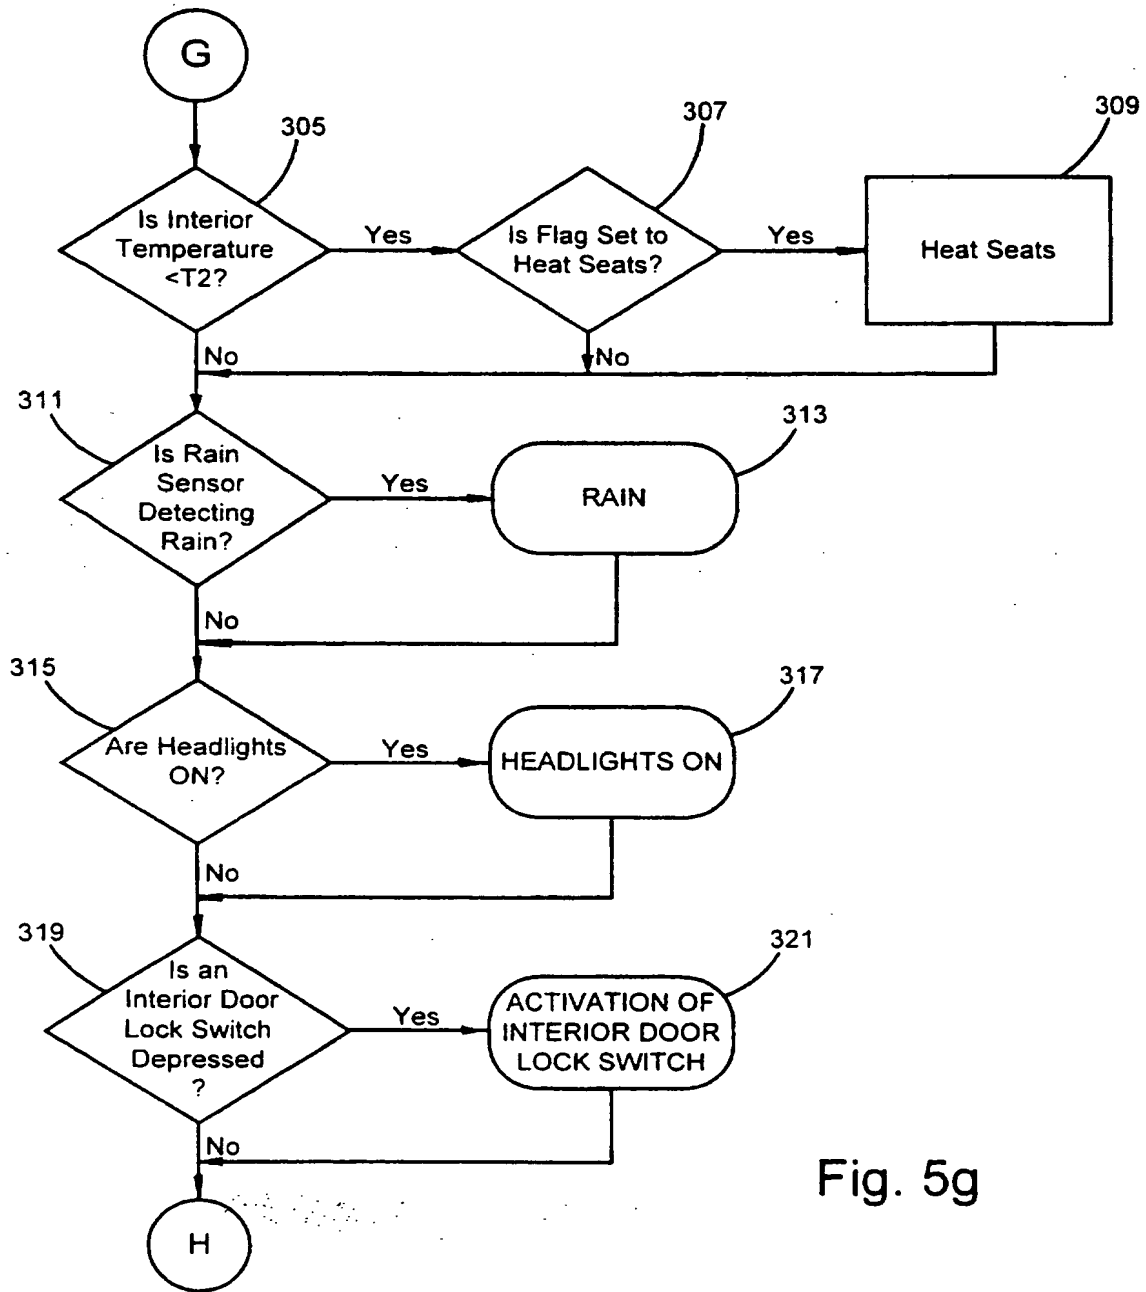 G
305
307
309
Is Interior
Temperature
<T2?
Yes
Is Flag Set to
Heat Seats?
Yes
Heat Seats
No
No
311
Is Rain
Sensor
Detecting
Rain?
Yes
313
RAIN
No
315
Are Headlights
ON?
Yes
317
HEADLIGHTS ON
No
319
Is an
Interior Door
Lock Switch
Depressed
?
Yes
321
ACTIVATION OF
INTERIOR DOOR
LOCK SWITCH
No
H
Fig. 5g